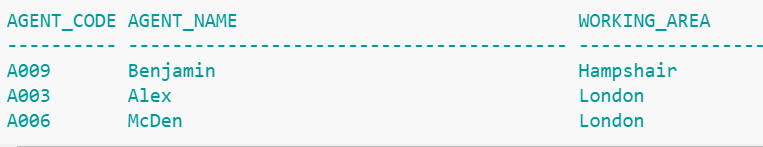 AGENT_CODE AGENT_NAME                               WORKING_AREA
---------- ---------------------------------------- -----------------
A009       Benjamin                                 Hampshair
A003       Alex                                     London
A006       McDen                                    London